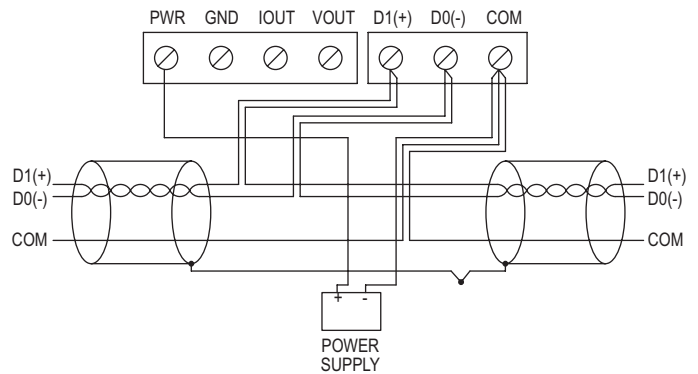 PWR GND IOUT VOUT D1(+) D0(-) COM
D1(+)
D0(-)
COM
D1(+)
D0(-)
COM
+ -
POWER
SUPPLY